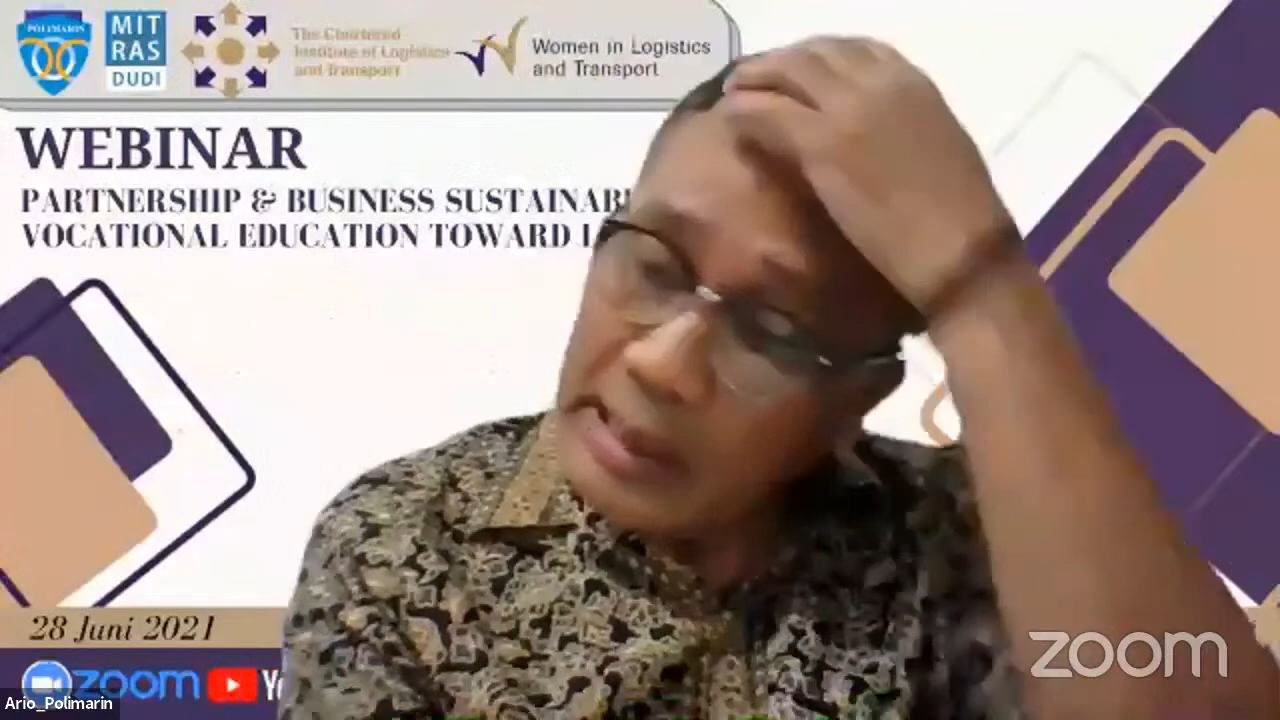 POLIMARIN
MIT
RAS
DUDI
The Chartered
Institute of Logistics
and Transport
Women in Logistics
and Transport
WEBINAR
PARTNERSHIP & BUSINESS
VOCATIONAL EDUCATION TOWARD
28 Juni 2021
zoom
zoom
Ario_Polimarin